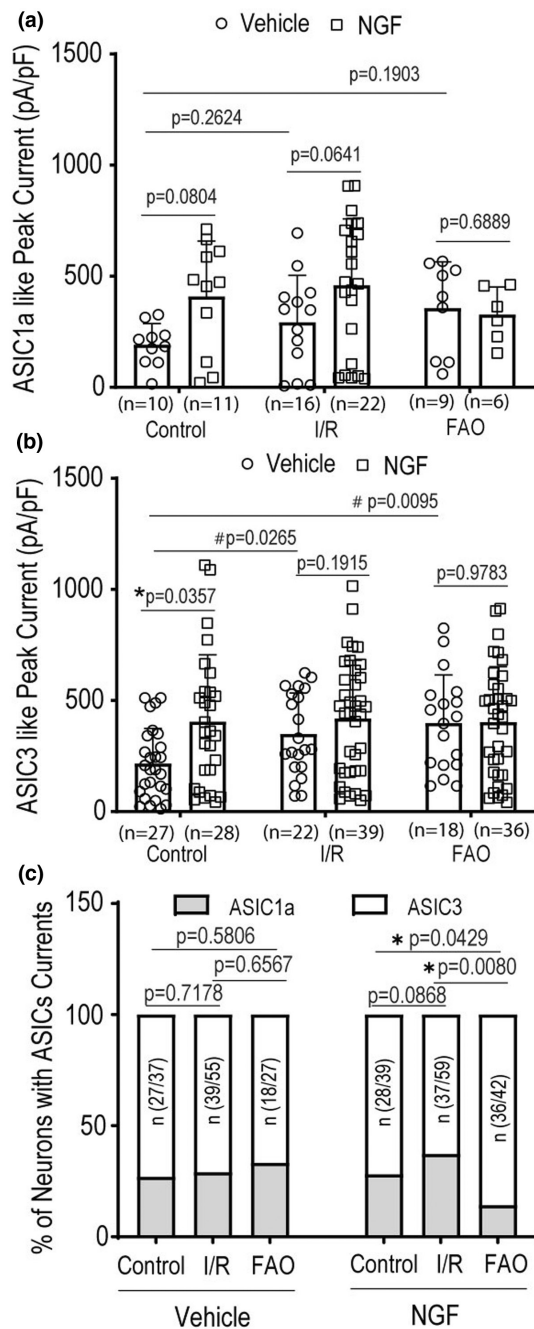 (a)
Vehicle NGF
ASIC1a like Peak Current (pA/pF)
1500
1000
500
0
p=0.1903
p=0.2624
p=0.0641
p=0.0804
p=0.6889
(n=10) (n=11) (n=16) (n=22) (n=9) (n=6)
Control I/R FAO
(b)
Vehicle NGF
ASIC3 like Peak Current (pA/pF)
1500
1000
500
0
# p=0.0095
#p=0.0265
p=0.1915
p=0.9783
*p=0.0357
(n=27) (n=28) (n=22) (n=39) (n=18) (n=36)
Control I/R FAO
(c)
ASIC1a ASIC3
% of Neurons with ASICs Currents
150
100
50
0
p=0.5806
p=0.6567
p=0.7178
* p=0.0429
*p=0.0080
p=0.0868
n (27/37)
n (39/55)
n (18/27)
n (28/39)
n (37/59)
n (36/42)
Control I/R FAO Control I/R FAO
Vehicle NGF